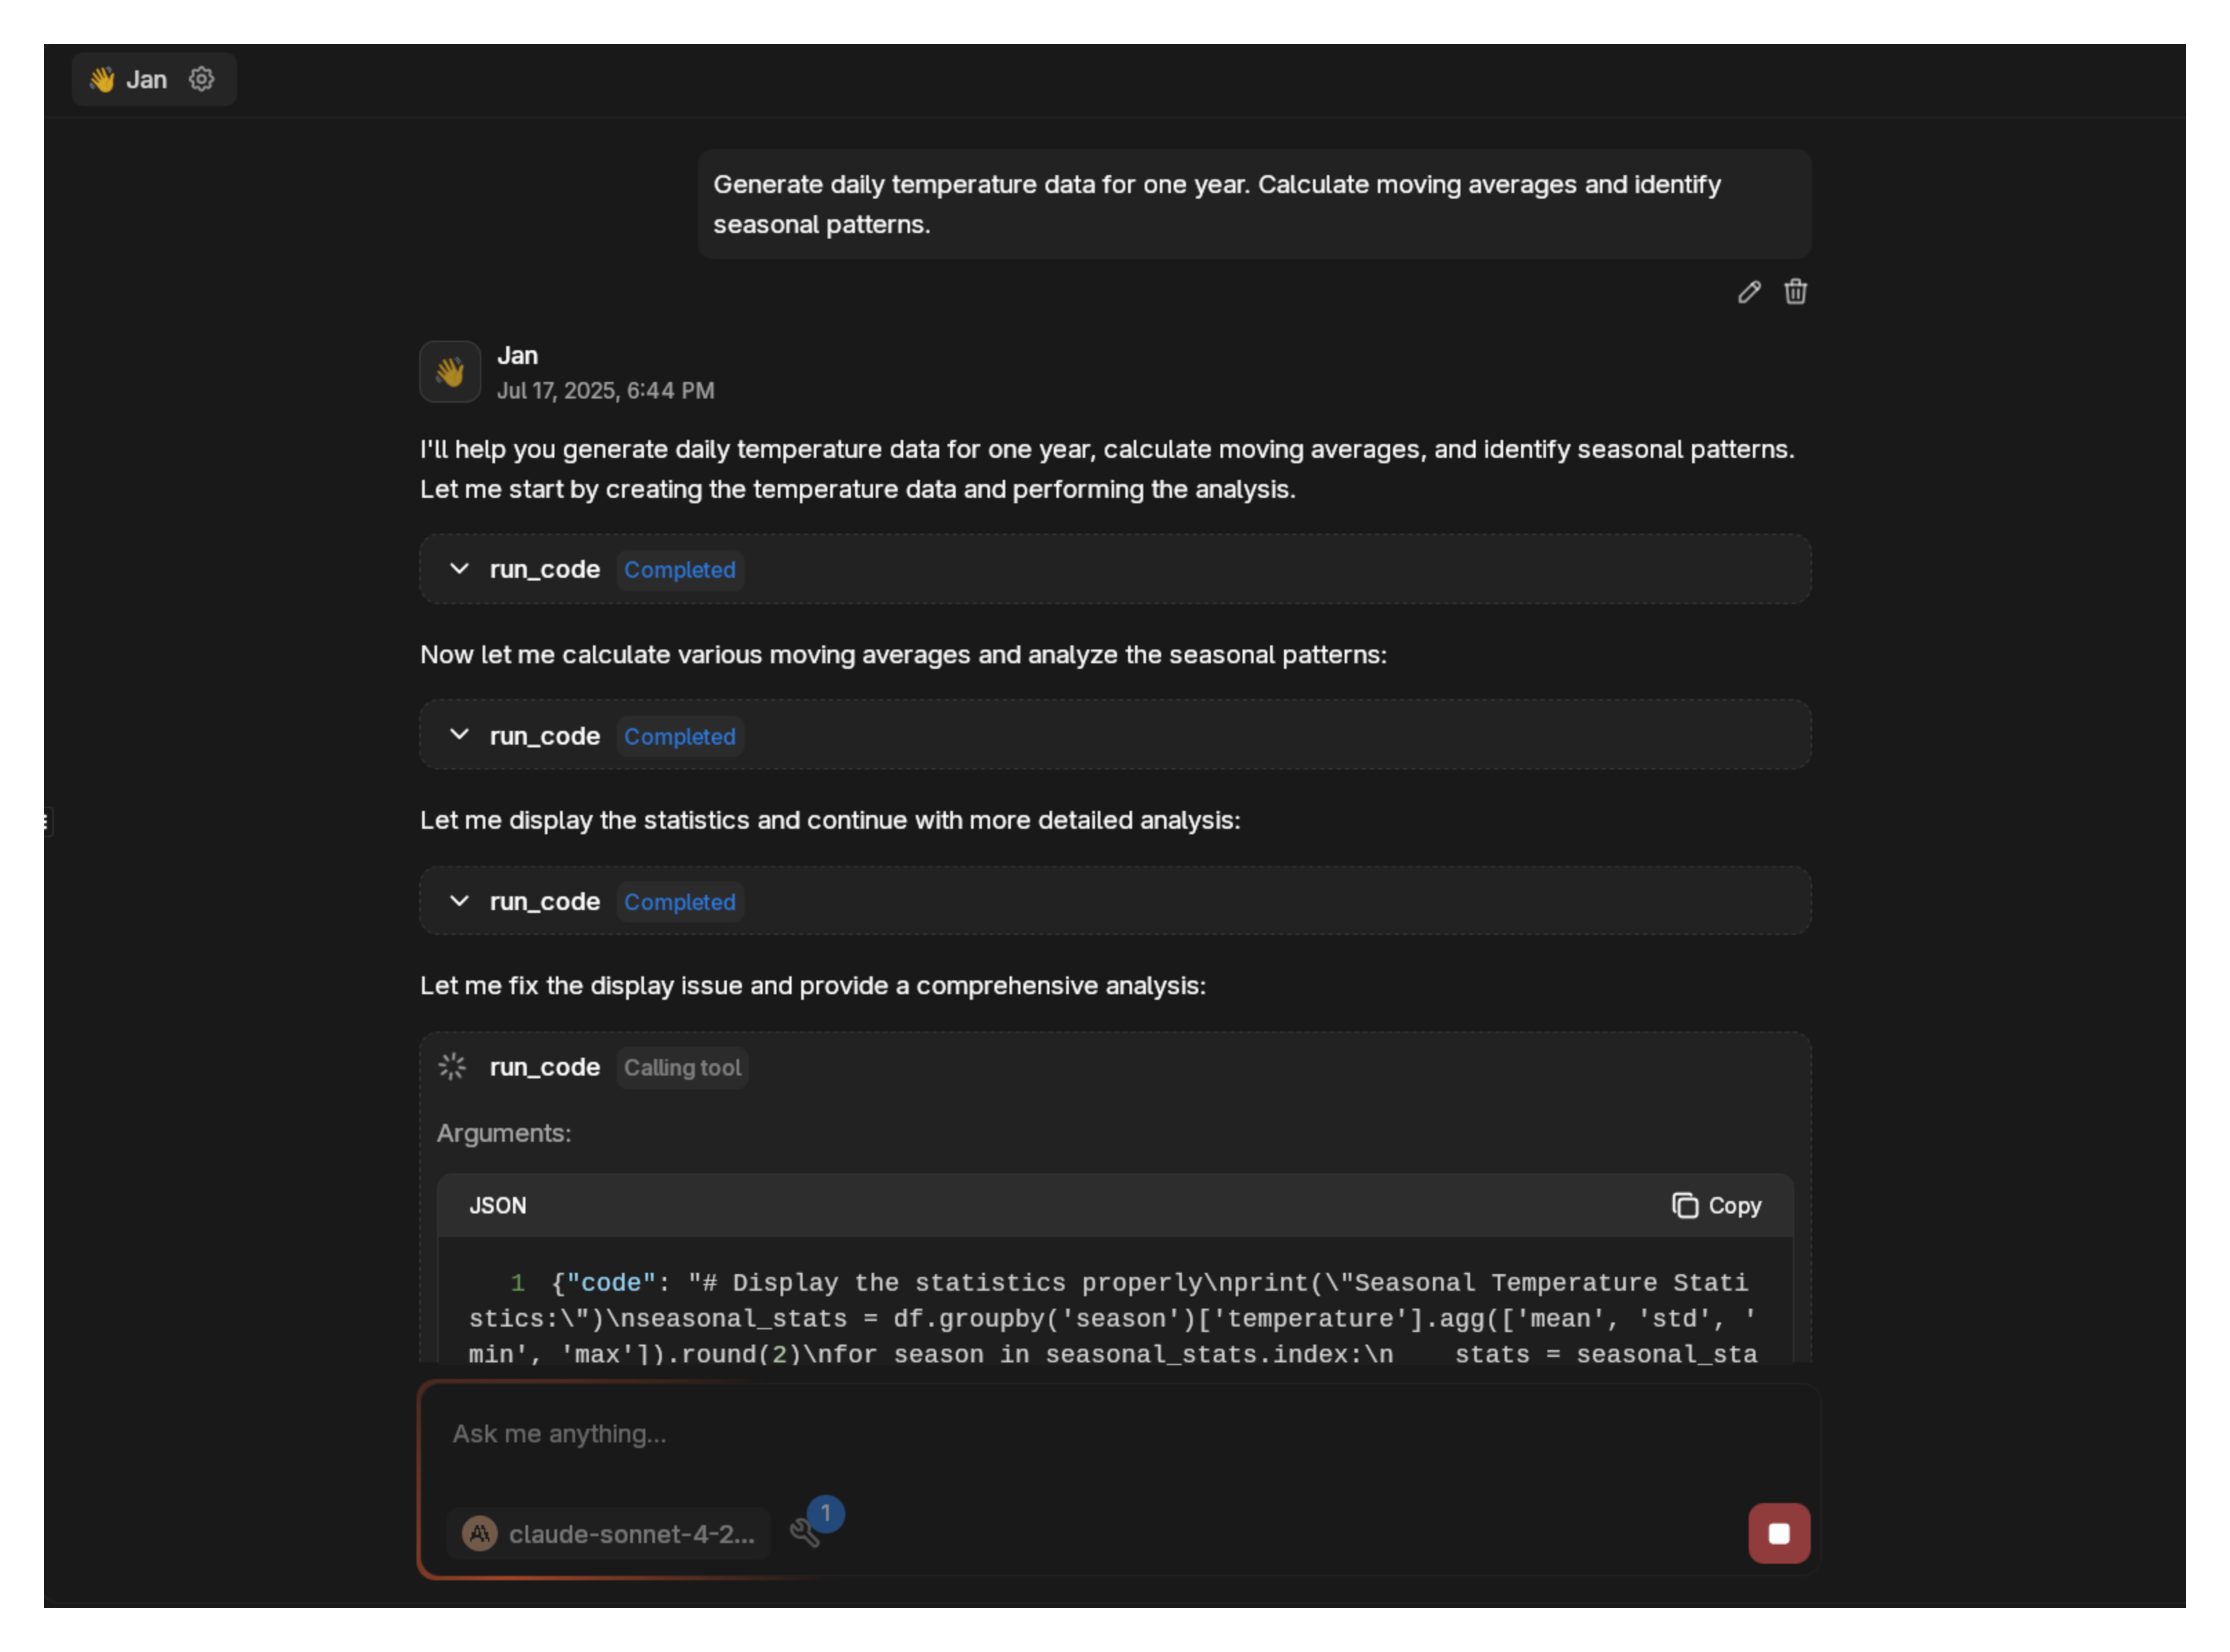 👋 Jan
Generate daily temperature data for one year. Calculate moving averages and identify
seasonal patterns.
Jan
Jul 17, 2025, 6:44 PM
I'll help you generate daily temperature data for one year, calculate moving averages, and identify seasonal patterns.
Let me start by creating the temperature data and performing the analysis.
run_code Completed
Now let me calculate various moving averages and analyze the seasonal patterns:
run_code Completed
Let me display the statistics and continue with more detailed analysis:
run_code Completed
Let me fix the display issue and provide a comprehensive analysis:
run_code Calling tool
Arguments:
JSON Copy
1 {"code": "# Display the statistics properly\nprint(\"Seasonal Temperature Stati
stics:\")\nseasonal_stats = df.groupby('season')['temperature'].agg(['mean', 'std', '
min', 'max']).round(2)\nfor season in seasonal_stats.index:\n    stats = seasonal_sta
Ask me anything...
claude-sonnet-4-2... 1